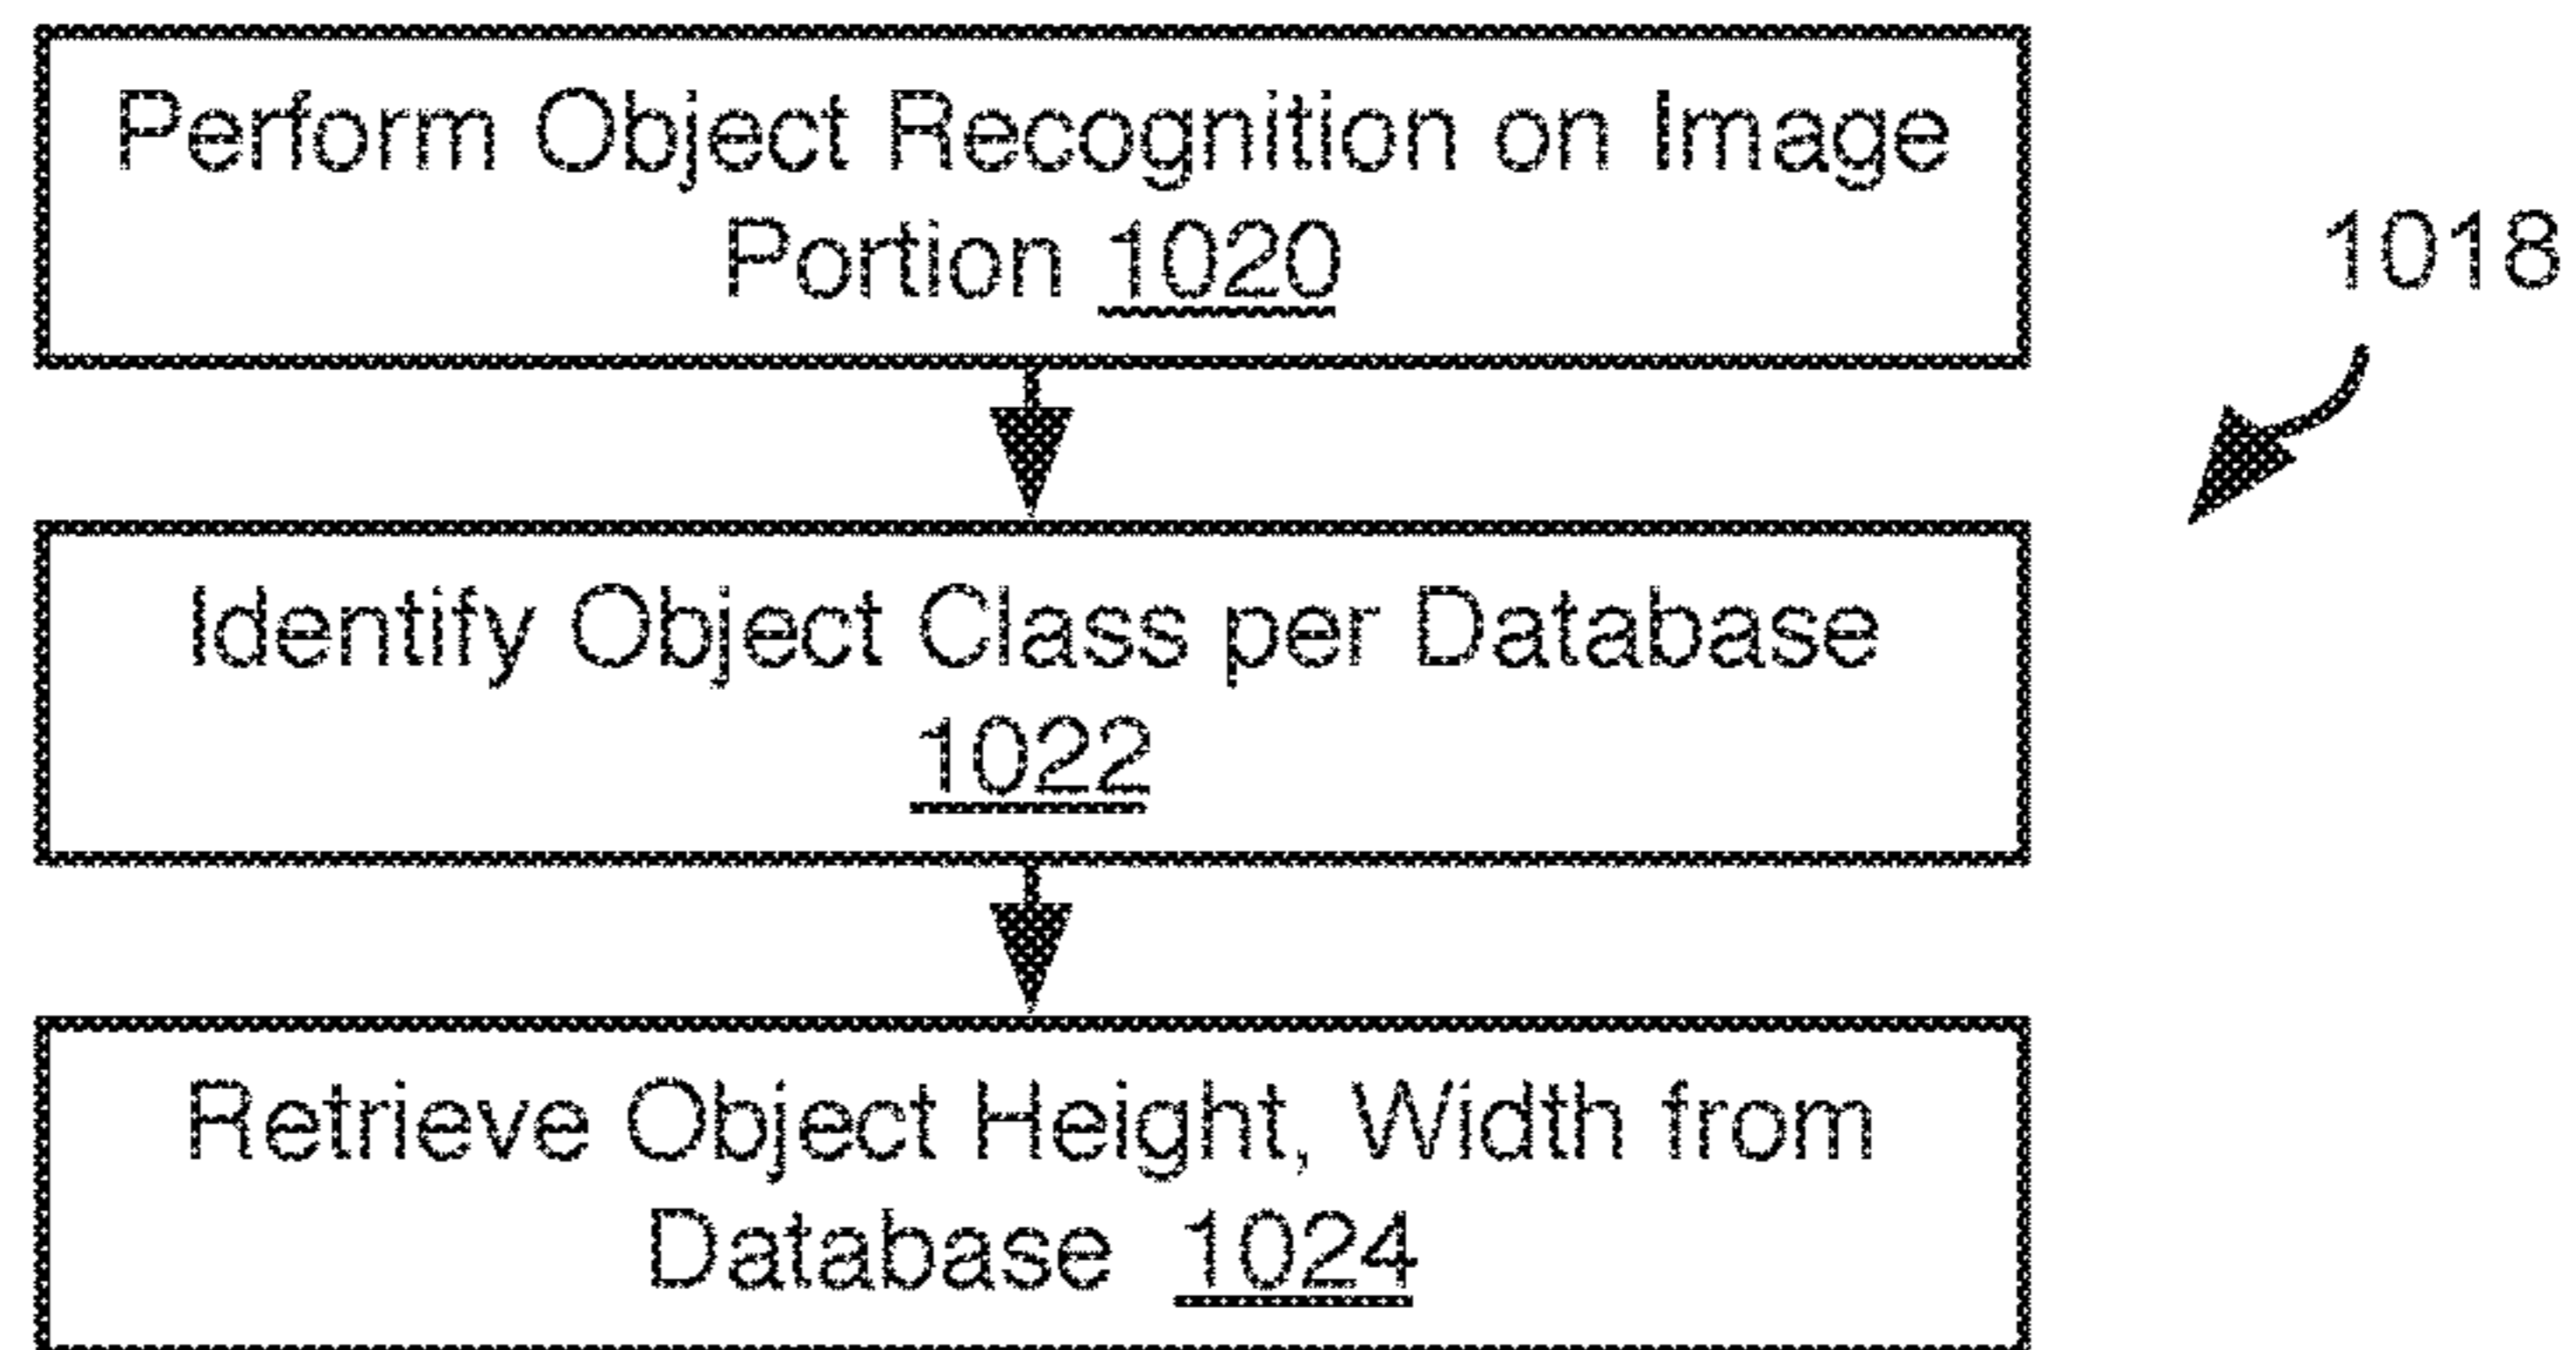 Perform Object Recognition on Image
Portion 1020
1018
Identify Object Class per Database
1022
Retrieve Object Height, Width from
Database 1024